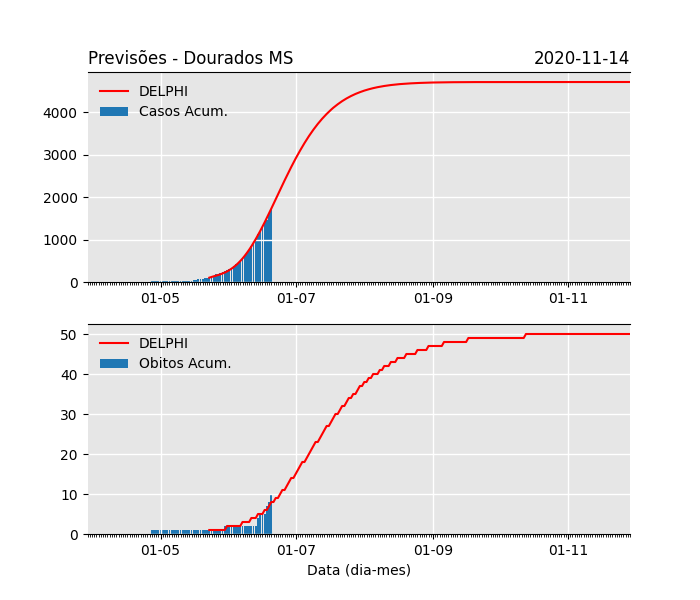 Previsões - Dourados MS 2020-11-14
DELPHI
Casos Acum.
4000
3000
2000
1000
0
01-05 01-07 01-09 01-11
DELPHI
Obitos Acum.
50
40
30
20
10
0
01-05 01-07 01-09 01-11
Data (dia-mes)